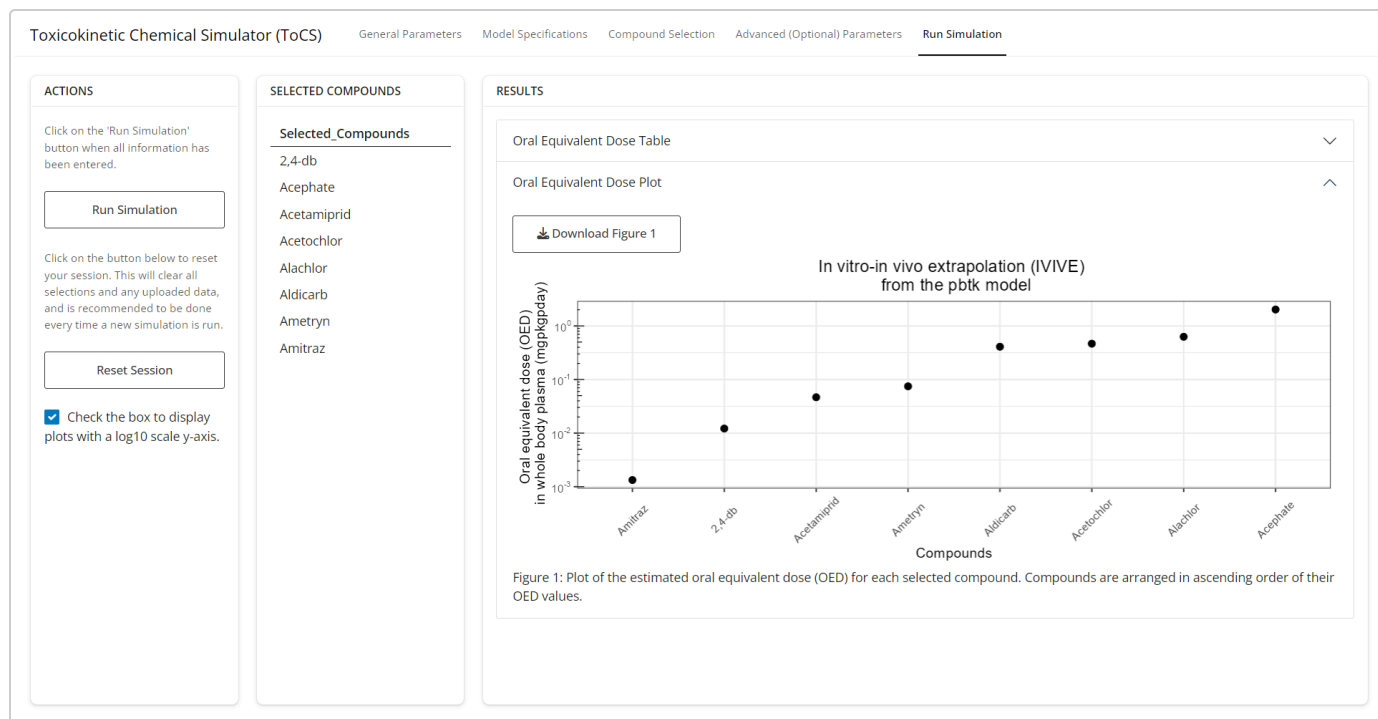 Toxicokinetic Chemical Simulator (ToCS)
General Parameters
Model Specifications
Compound Selection
Advanced (Optional) Parameters
Run Simulation
ACTIONS
Click on the 'Run Simulation'
button when all information has
been entered.
Run Simulation
Click on the button below to reset
your session. This will clear all
selections and any uploaded data,
and is recommended to be done
every time a new simulation is run.
Reset Session
Check the box to display
plots with a log10 scale y-axis.
SELECTED COMPOUNDS
Selected_Compounds
2,4-db
Acephate
Acetamiprid
Acetochlor
Alachlor
Aldicarb
Ametryn
Amitraz
RESULTS
Oral Equivalent Dose Table
Oral Equivalent Dose Plot
Download Figure 1
In vitro-in vivo extrapolation (IVIVE)
from the pbtk model
Oral equivalent dose (OED)
in whole body plasma (mgpkgpday)
10⁰
10⁻¹
10⁻²
10⁻³
Amitraz
2,4-db
Acetamiprid
Ametryn
Aldicarb
Acetochlor
Alachlor
Acephate
Compounds
Figure 1: Plot of the estimated oral equivalent dose (OED) for each selected compound. Compounds are arranged in ascending order of their
OED values.